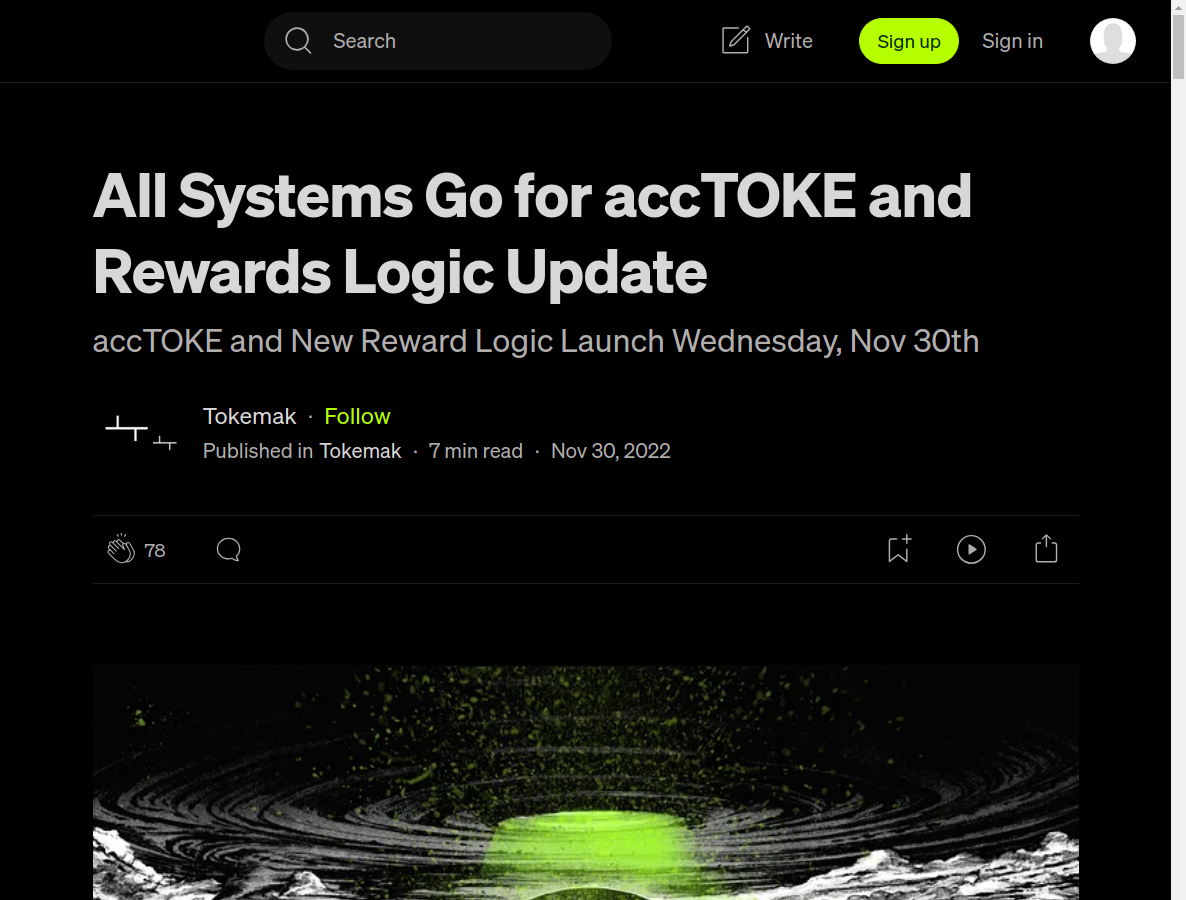 Search
Write
Sign up
Sign in
All Systems Go for accTOKE and
Rewards Logic Update
accTOKE and New Reward Logic Launch Wednesday, Nov 30th
Tokemak · Follow
Published in Tokemak · 7 min read · Nov 30, 2022
78